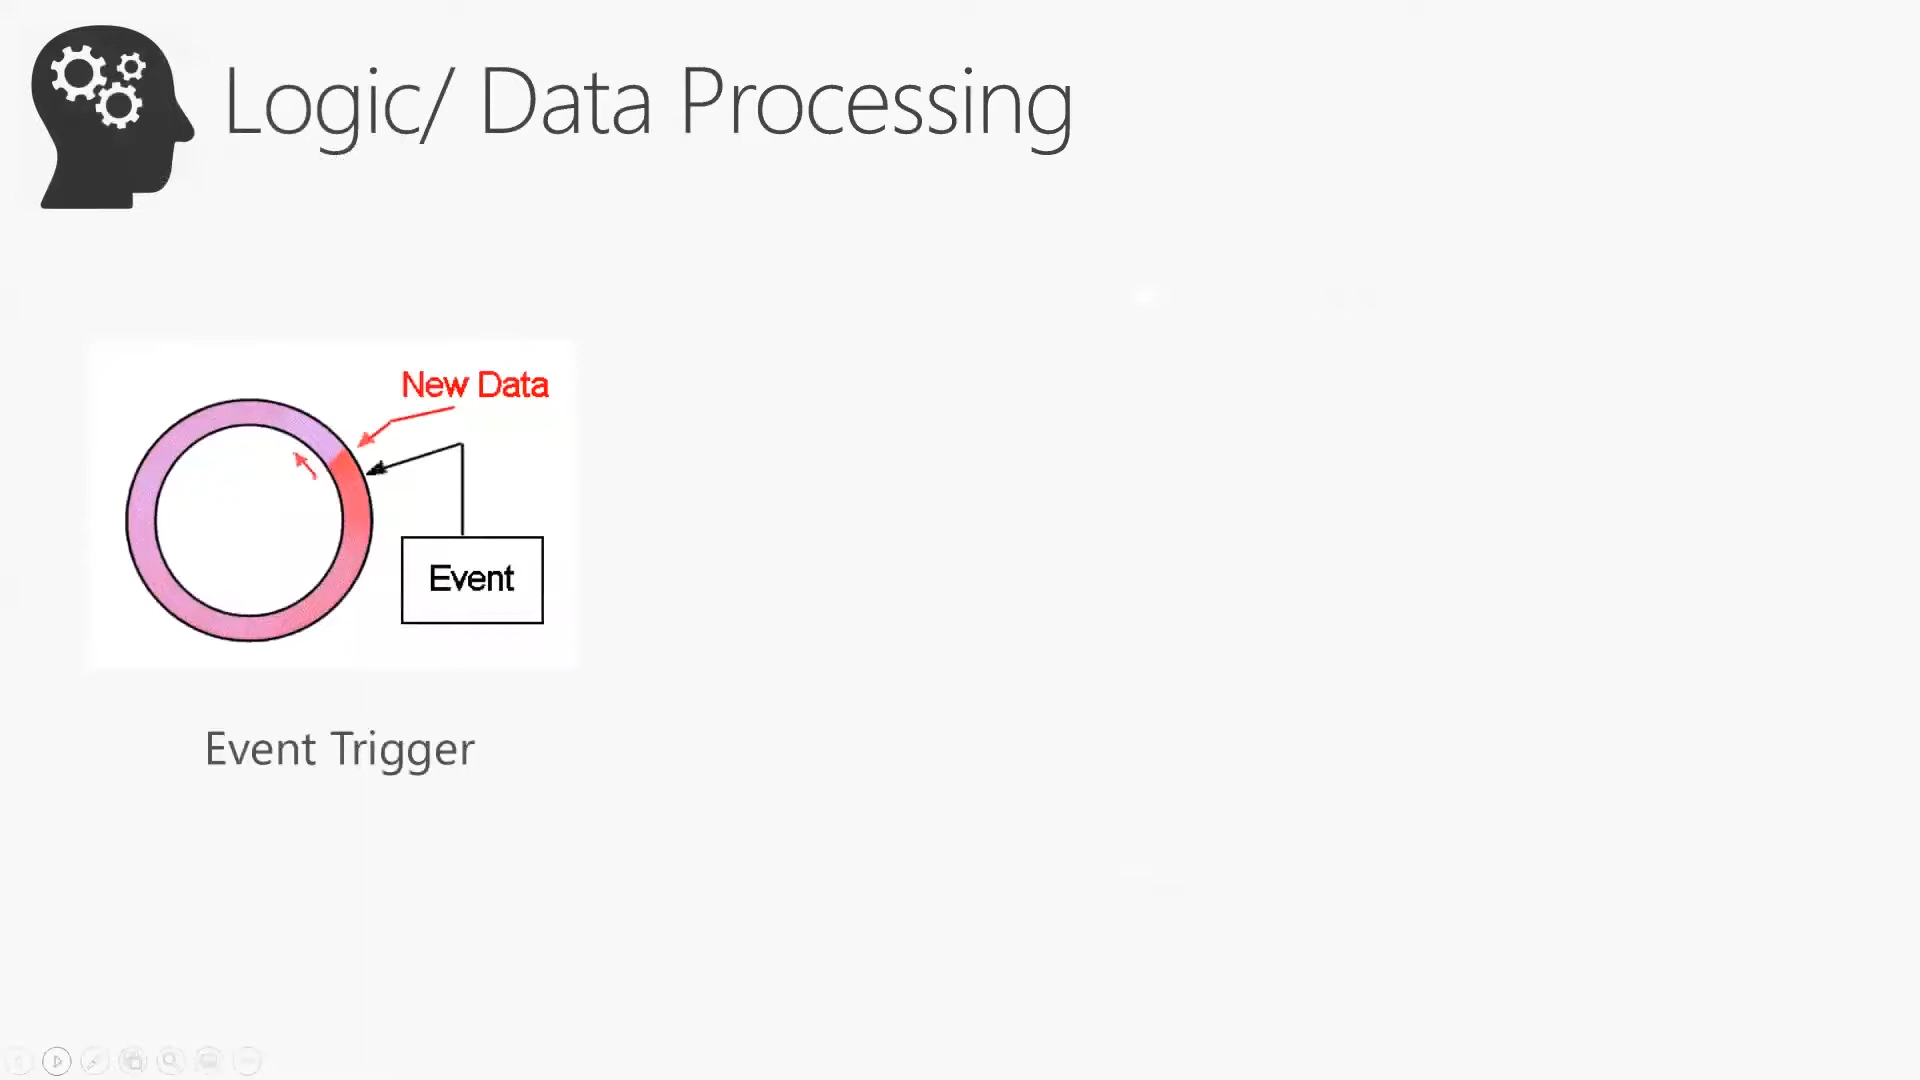 Logic/ Data Processing
New Data
Event
Event Trigger